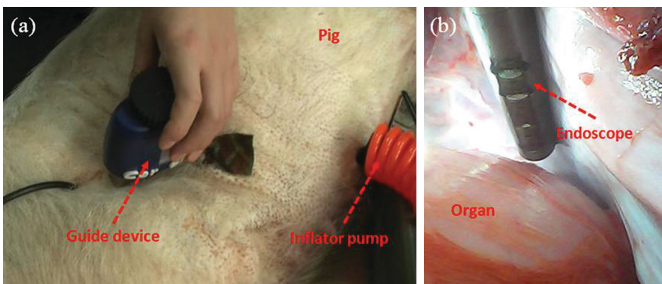 (a)
Pig
Guide device
Inflator pump
(b)
Endoscope
Organ